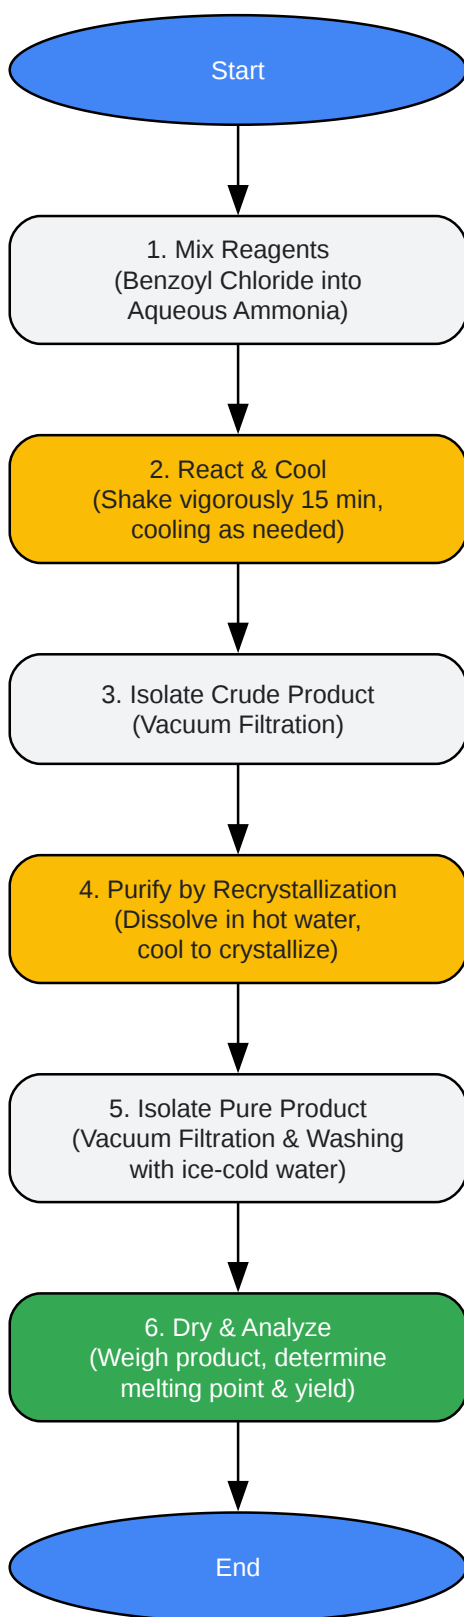 Start
1. Mix Reagents
(Benzoyl Chloride into
Aqueous Ammonia)
2. React & Cool
(Shake vigorously 15 min,
cooling as needed)
3. Isolate Crude Product
(Vacuum Filtration)
4. Purify by Recrystallization
(Dissolve in hot water,
cool to crystallize)
5. Isolate Pure Product
(Vacuum Filtration & Washing
with ice-cold water)
6. Dry & Analyze
(Weigh product, determine
melting point & yield)
End